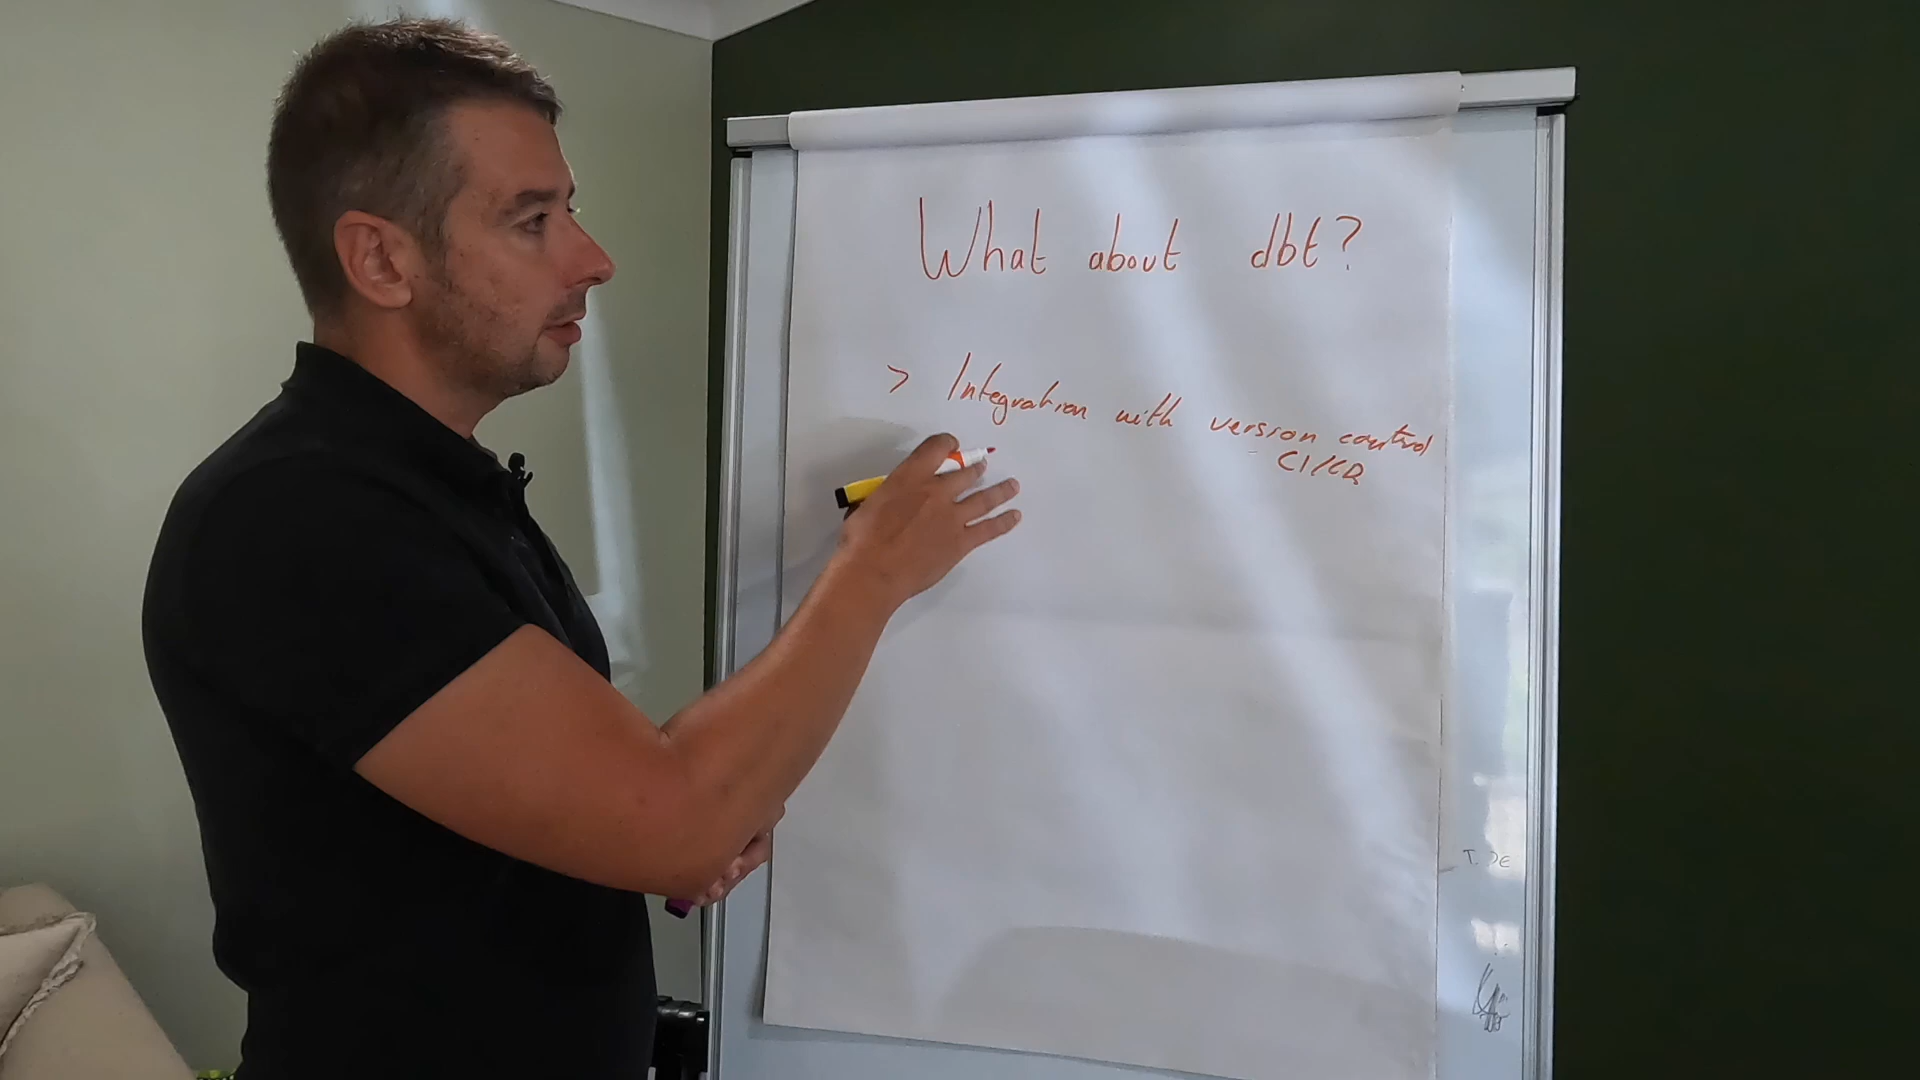 What about dbt?
> Integration with version control
- CI/CD